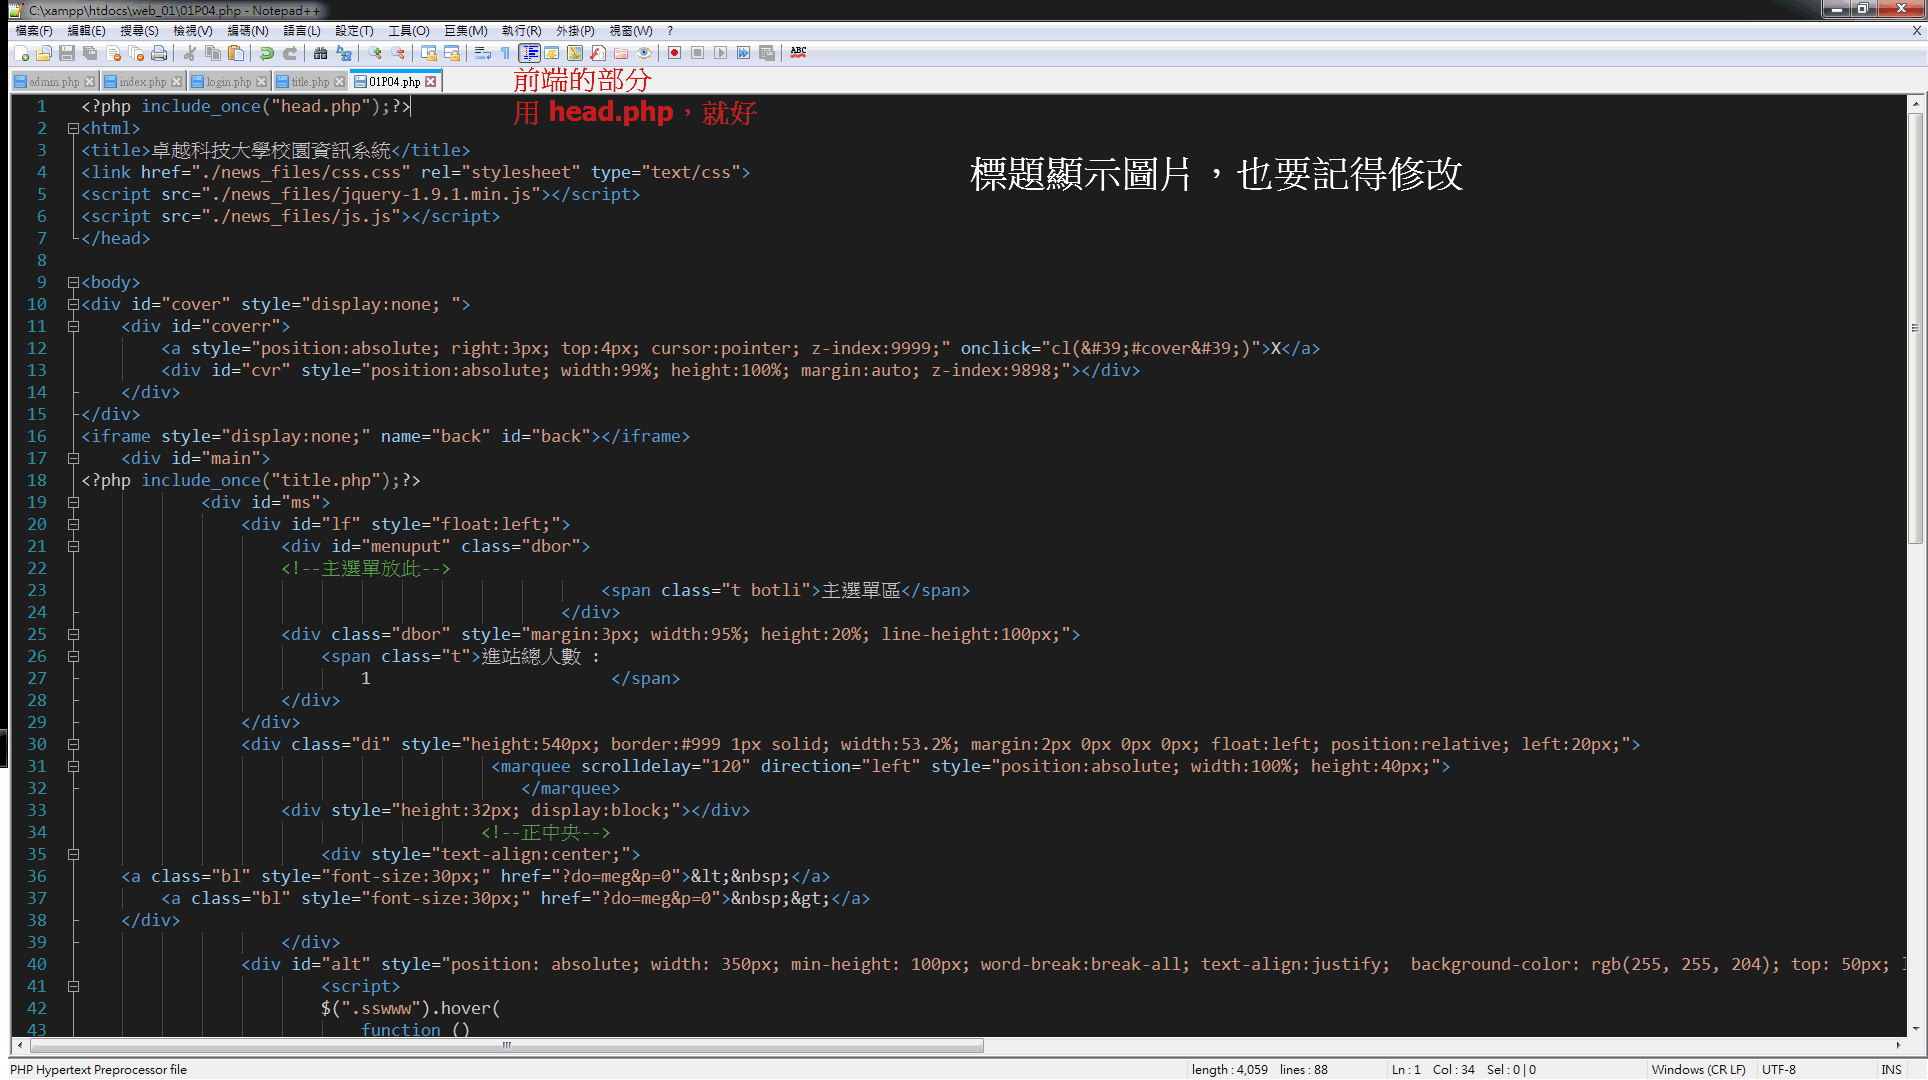 C:\xampp\htdocs\web_01\01P04.php - Notepad++
檔案(F) 編輯(E) 搜尋(S) 檢視(V) 編碼(N) 語言(L) 設定(T) 工具(O) 巨集(M) 執行(R) 外掛(P) 視窗(W) ? X
ABC
admin.php index.php login.php title.php 01P04.php
前端的部分
用 head.php，就好
標題顯示圖片，也要記得修改
1 <?php include_once("head.php");?>
2 <html>
3 <title>卓越科技大學校園資訊系統</title>
4 <link href="./news_files/css.css" rel="stylesheet" type="text/css">
5 <script src="./news_files/jquery-1.9.1.min.js"></script>
6 <script src="./news_files/js.js"></script>
7 </head>
8
9 <body>
10 <div id="cover" style="display:none; ">
11 <div id="coverr">
12 <a style="position:absolute; right:3px; top:4px; cursor:pointer; z-index:9999;" onclick="cl(&#39;#cover&#39;)">X</a>
13 <div id="cvr" style="position:absolute; width:99%; height:100%; margin:auto; z-index:9898;"></div>
14 </div>
15 </div>
16 <iframe style="display:none;" name="back" id="back"></iframe>
17 <div id="main">
18 <?php include_once("title.php");?>
19 <div id="ms">
20 <div id="lf" style="float:left;">
21 <div id="menuput" class="dbor">
22 <!--主選單放此-->
23 <span class="t botli">主選單區</span>
24 </div>
25 <div class="dbor" style="margin:3px; width:95%; height:20%; line-height:100px;">
26 <span class="t">進站總人數 :
27 1 </span>
28 </div>
29 </div>
30 <div class="di" style="height:540px; border:#999 1px solid; width:53.2%; margin:2px 0px 0px 0px; float:left; position:relative; left:20px;">
31 <marquee scrolldelay="120" direction="left" style="position:absolute; width:100%; height:40px;">
32 </marquee>
33 <div style="height:32px; display:block;"></div>
34 <!--正中央-->
35 <div style="text-align:center;">
36 <a class="bl" style="font-size:30px;" href="?do=meg&p=0">&lt;&nbsp;</a>
37 <a class="bl" style="font-size:30px;" href="?do=meg&p=0">&nbsp;&gt;</a>
38 </div>
39 </div>
40 <div id="alt" style="position: absolute; width: 350px; min-height: 100px; word-break:break-all; text-align:justify; background-color: rgb(255, 255, 204); top: 50px; l
41 <script>
42 $(".sswww").hover(
43 function ()
PHP Hypertext Preprocessor file length : 4,059 lines : 88 Ln : 1 Col : 34 Sel : 0 | 0 Windows (CR LF) UTF-8 INS